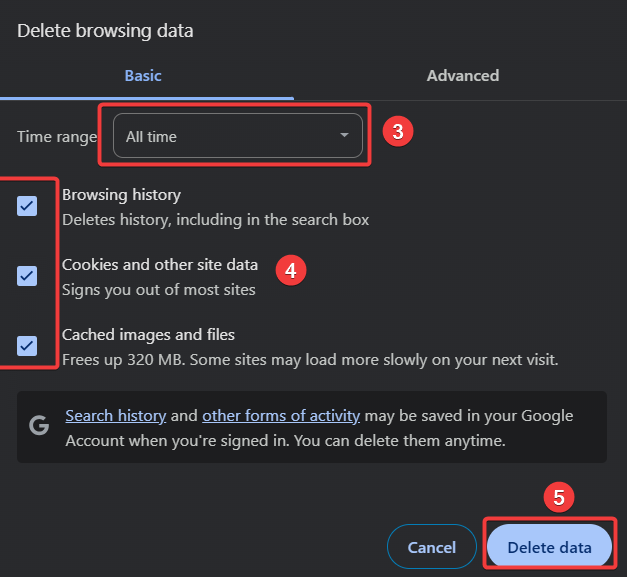 Delete browsing data
Basic
Advanced
Time range
All time
3
Browsing history
Deletes history, including in the search box
Cookies and other site data
4
Signs you out of most sites
Cached images and files
Frees up 320 MB. Some sites may load more slowly on your next visit.
G
Search history and other forms of activity may be saved in your Google
Account when you're signed in. You can delete them anytime.
5
Cancel
Delete data